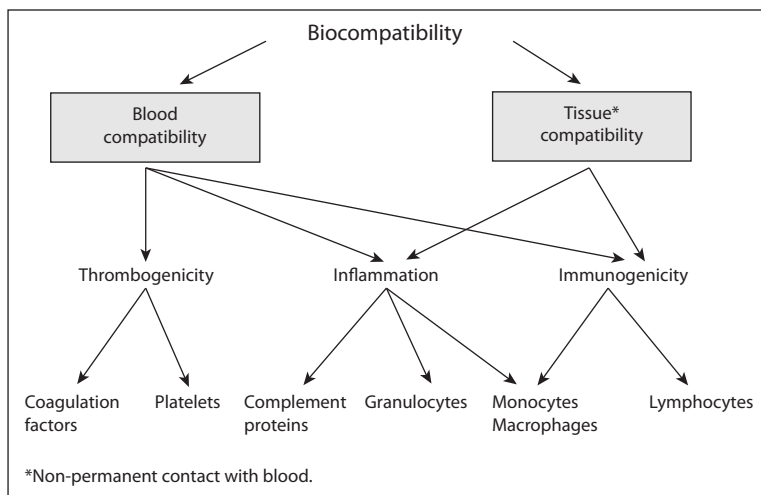 Biocompatibility
Blood
compatibility
Tissue*
compatibility
Thrombogenicity
Inflammation
Immunogenicity
Coagulation
factors
Platelets
Complement
proteins
Granulocytes
Monocytes
Macrophages
Lymphocytes
*Non-permanent contact with blood.